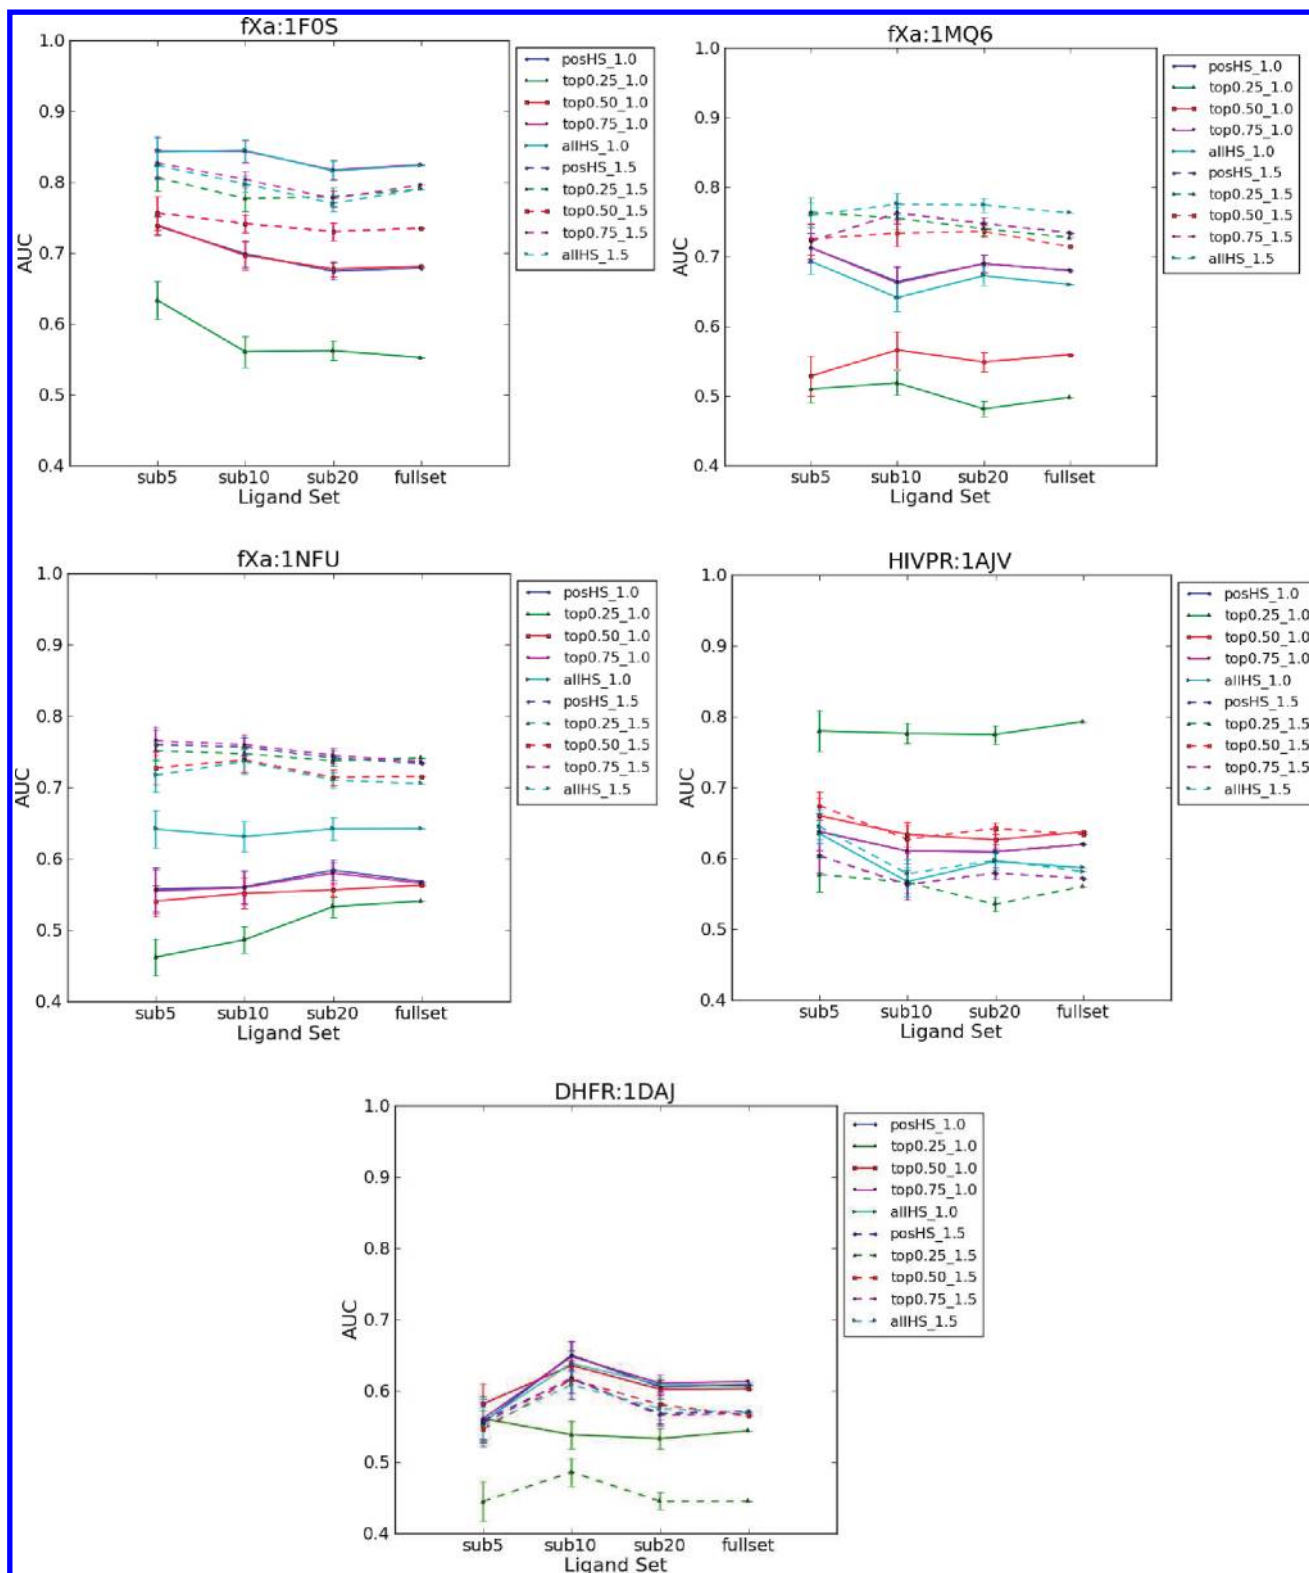 fXa:1F0S
1.0
0.9
0.8
0.7
0.6
0.5
0.4
AUC
sub5 sub10 sub20 fullset
Ligand Set
posHS_1.0
top0.25_1.0
top0.50_1.0
top0.75_1.0
allHS_1.0
posHS_1.5
top0.25_1.5
top0.50_1.5
top0.75_1.5
allHS_1.5
fXa:1MQ6
1.0
0.9
0.8
0.7
0.6
0.5
0.4
AUC
sub5 sub10 sub20 fullset
Ligand Set
posHS_1.0
top0.25_1.0
top0.50_1.0
top0.75_1.0
allHS_1.0
posHS_1.5
top0.25_1.5
top0.50_1.5
top0.75_1.5
allHS_1.5
fXa:1NFU
1.0
0.9
0.8
0.7
0.6
0.5
0.4
AUC
sub5 sub10 sub20 fullset
Ligand Set
posHS_1.0
top0.25_1.0
top0.50_1.0
top0.75_1.0
allHS_1.0
posHS_1.5
top0.25_1.5
top0.50_1.5
top0.75_1.5
allHS_1.5
HIVPR:1AJV
1.0
0.9
0.8
0.7
0.6
0.5
0.4
AUC
sub5 sub10 sub20 fullset
Ligand Set
posHS_1.0
top0.25_1.0
top0.50_1.0
top0.75_1.0
allHS_1.0
posHS_1.5
top0.25_1.5
top0.50_1.5
top0.75_1.5
allHS_1.5
DHFR:1DAJ
1.0
0.9
0.8
0.7
0.6
0.5
0.4
AUC
sub5 sub10 sub20 fullset
Ligand Set
posHS_1.0
top0.25_1.0
top0.50_1.0
top0.75_1.0
allHS_1.0
posHS_1.5
top0.25_1.5
top0.50_1.5
top0.75_1.5
allHS_1.5